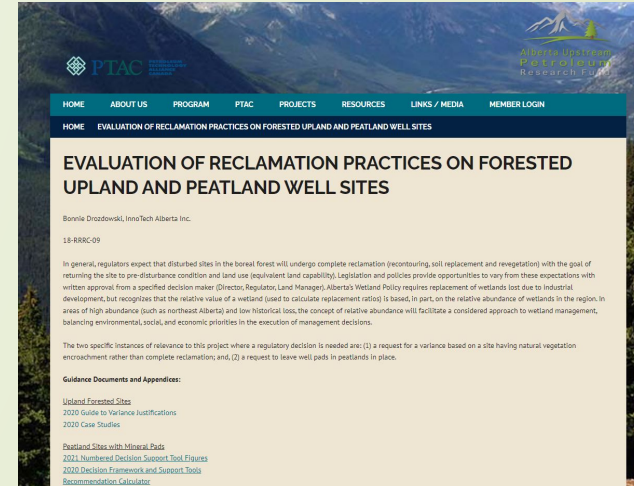 PTAC
Alberta Upstream
Petroleum
Research Fund
HOME ABOUT US PROGRAM PTAC PROJECTS RESOURCES LINKS / MEDIA MEMBER LOGIN
HOME EVALUATION OF RECLAMATION PRACTICES ON FORESTED UPLAND AND PEATLAND WELL SITES
EVALUATION OF RECLAMATION PRACTICES ON FORESTED
UPLAND AND PEATLAND WELL SITES
Bonnie Drozdowski, InnoTech Alberta Inc.
18-RRRC-09
In general, regulators expect that disturbed sites in the boreal forest will undergo complete reclamation (recontouring, soil replacement and revegetation) with the goal of
returning the site to pre-disturbance condition and land use (equivalent land capability). Legislation and policies provide opportunities to vary from these expectations with
written approval from a specified decision maker (Director, Regulator, Land Manager). Alberta's Wetland Policy requires replacement of wetlands lost due to industrial
development, but recognizes that the relative value of a wetland (used to calculate replacement ratios) is based, in part, on the relative abundance of wetlands in the region. In
areas of high abundance (such as northeast Alberta) and low historical loss, the concept of relative abundance will facilitate a considered approach to wetland management,
balancing environmental, social, and economic priorities in the execution of management decisions.
The two specific instances of relevance to this project where a regulatory decision is needed are: (1) a request for a variance based on a site having natural vegetation
encroachment rather than complete reclamation; and, (2) a request to leave well pads in peatlands in place.
Guidance Documents and Appendices:
Upland Forested Sites
2020 Guide to Variance Justifications
2020 Case Studies
Peatland Sites with Mineral Pads
2021 Numbered Decision Support Tool Figures
2020 Decision Framework and Support Tools
Recommendation Calculator